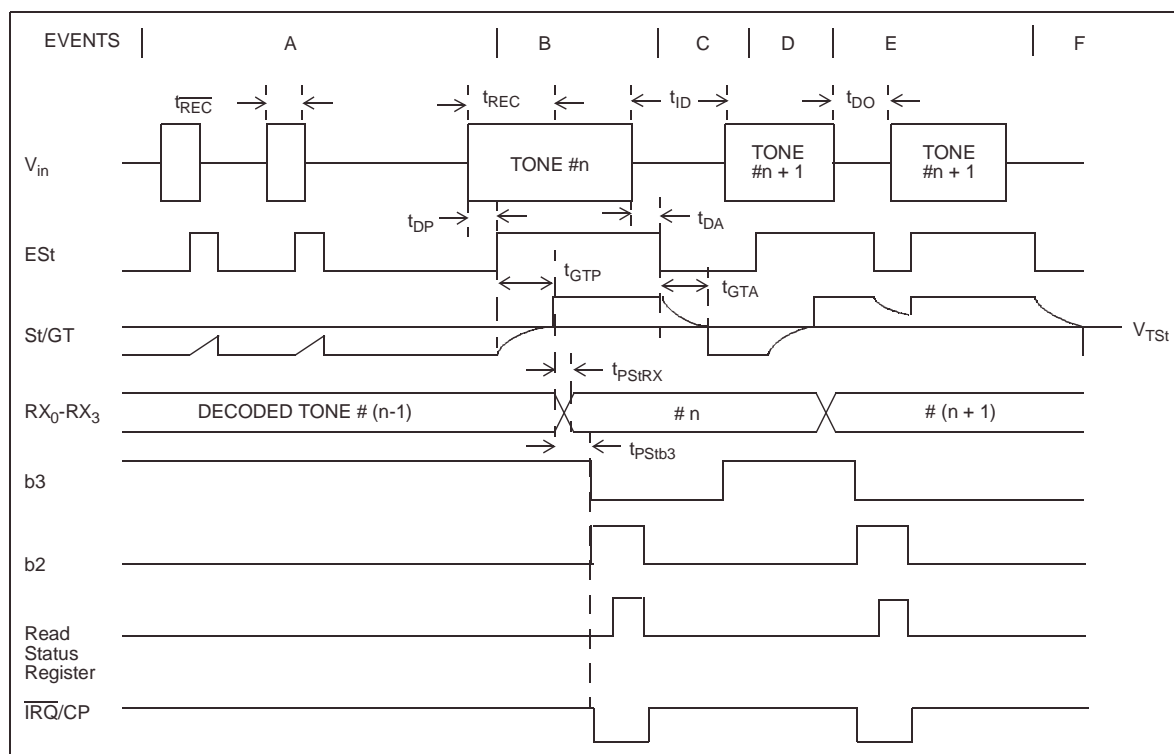 EVENTS A B C D E F
tREC tREC tID tDO
Vin TONE #n TONE #n + 1 TONE #n + 1
tDP tDA
ESt
tGTP tGTA
St/GT VTSt
tPStRX
RX0-RX3 DECODED TONE # (n-1) # n # (n + 1)
tPStb3
b3
b2
Read
Status
Register
IRQ/CP